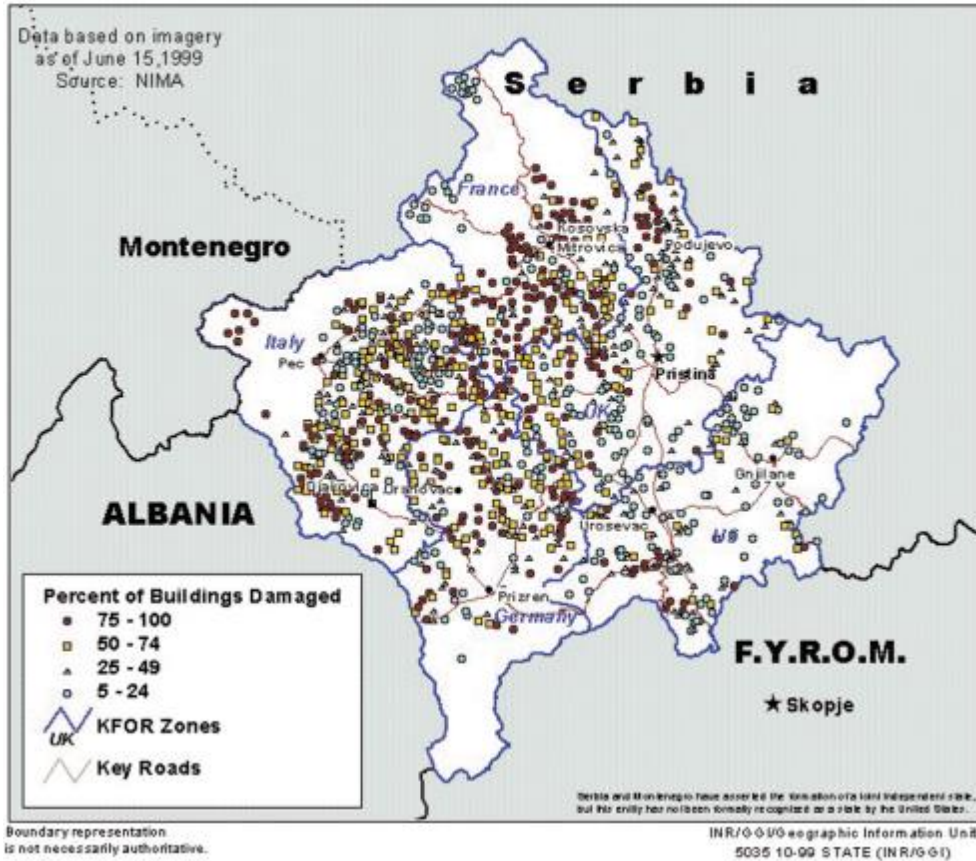 Data based on imagery
as of June 15,1999
Source: NIMA
S e r b i a
France
Montenegro
Kosovska
Mitrovica
Podujevo
Italy
Pec
Pristina
UK
Gnjilane
Djakovica
Orahovac
ALBANIA
Urosevac
US
Prizren
Germany
F.Y.R.O.M.
Skopje
Percent of Buildings Damaged
75 - 100
50 - 74
25 - 49
5 - 24
KFOR Zones
UK
Key Roads
Serbia and Montenegro have asserted the formation of a joint independent state,
but this entity has not been formally recognized as a state by the United States.
Boundary representation
is not necessarily authoritative.
INR/GGI/Geographic Information Unit
5035 10-99 STATE (INR/GGI)